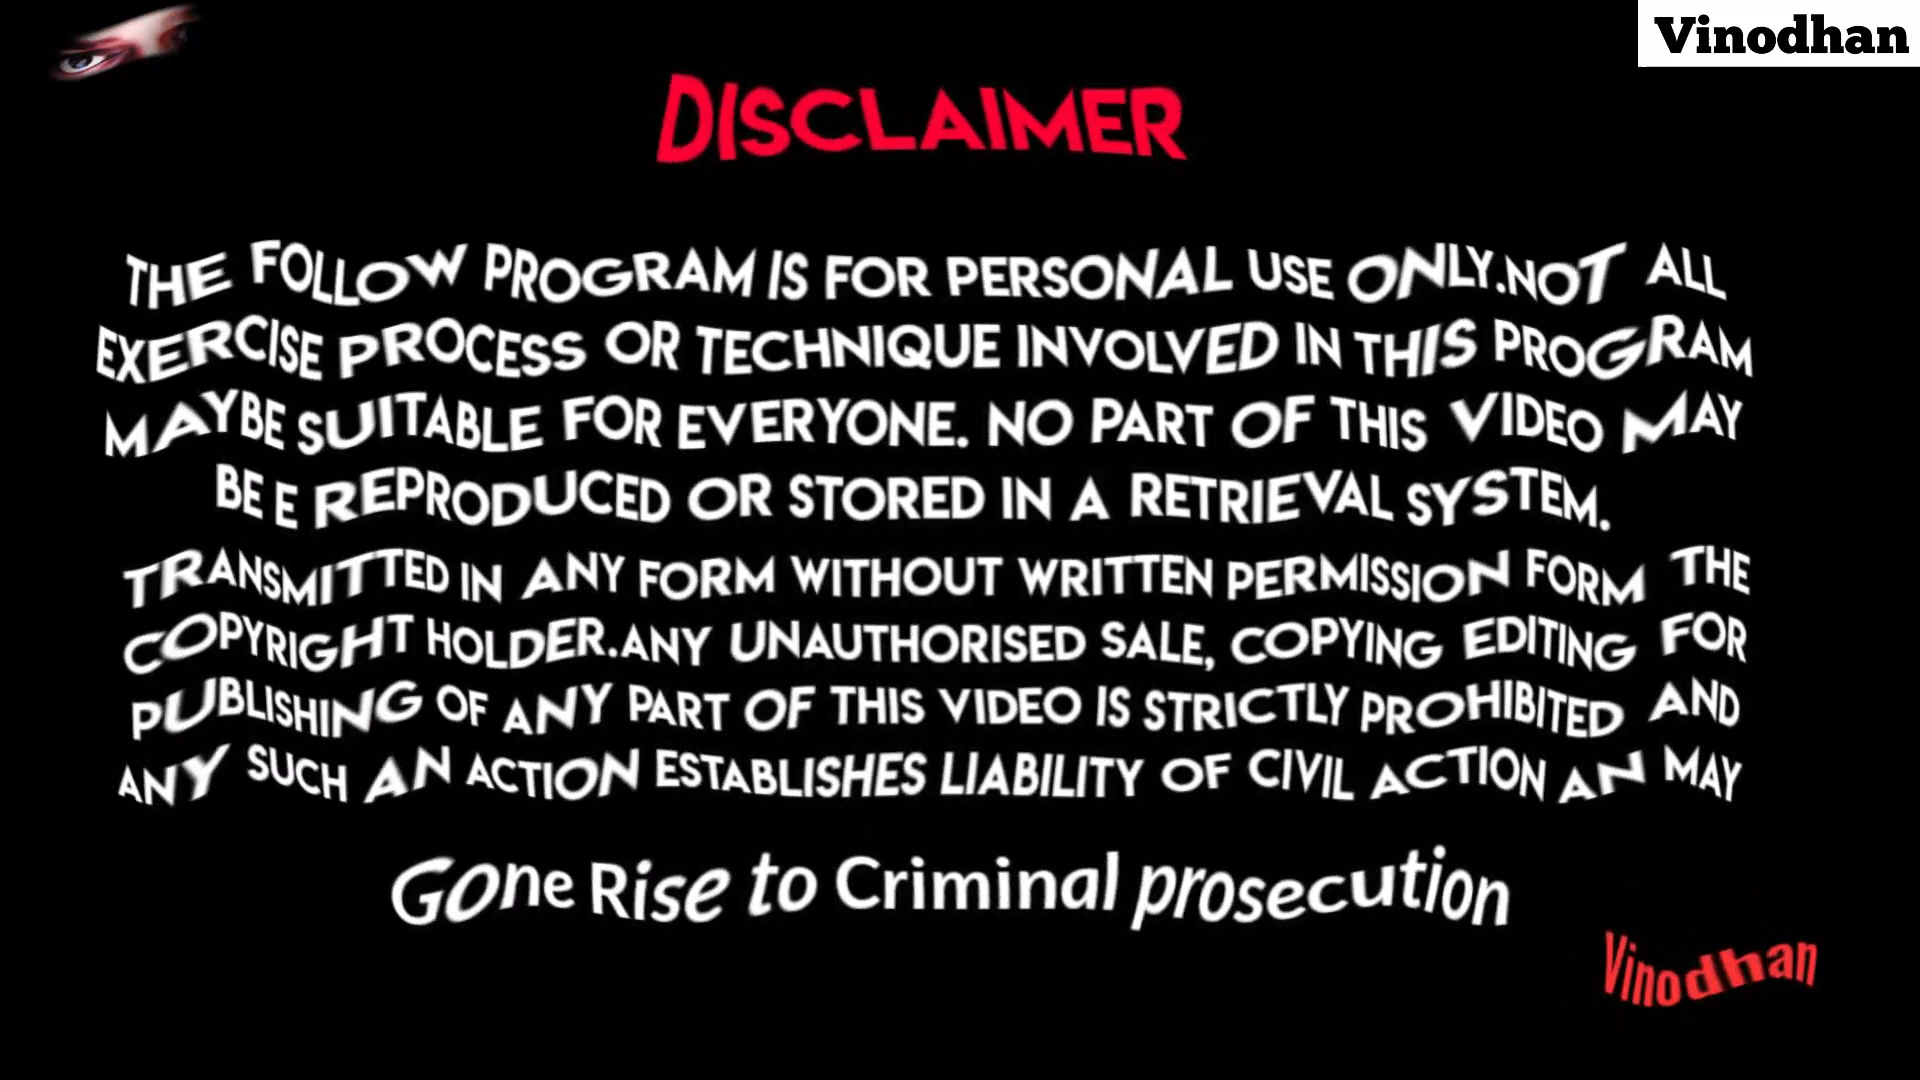 Vinodhan
DISCLAIMER
THE FOLLOW PROGRAM IS FOR PERSONAL USE ONLY.NOT ALL
EXERCISE PROCESS OR TECHNIQUE INVOLVED IN THIS PROGRAM
MAYBE SUITABLE FOR EVERYONE. NO PART OF THIS VIDEO MAY
BE E REPRODUCED OR STORED IN A RETRIEVAL SYSTEM.
TRANSMITTED IN ANY FORM WITHOUT WRITTEN PERMISSION FORM THE
COPYRIGHT HOLDER.ANY UNAUTHORISED SALE, COPYING EDITING FOR
PUBLISHING OF ANY PART OF THIS VIDEO IS STRICTLY PROHIBITED AND
ANY SUCH AN ACTION ESTABLISHES LIABILITY OF CIVIL ACTION AN MAY
Gone Rise to Criminal prosecution
Vinodhan